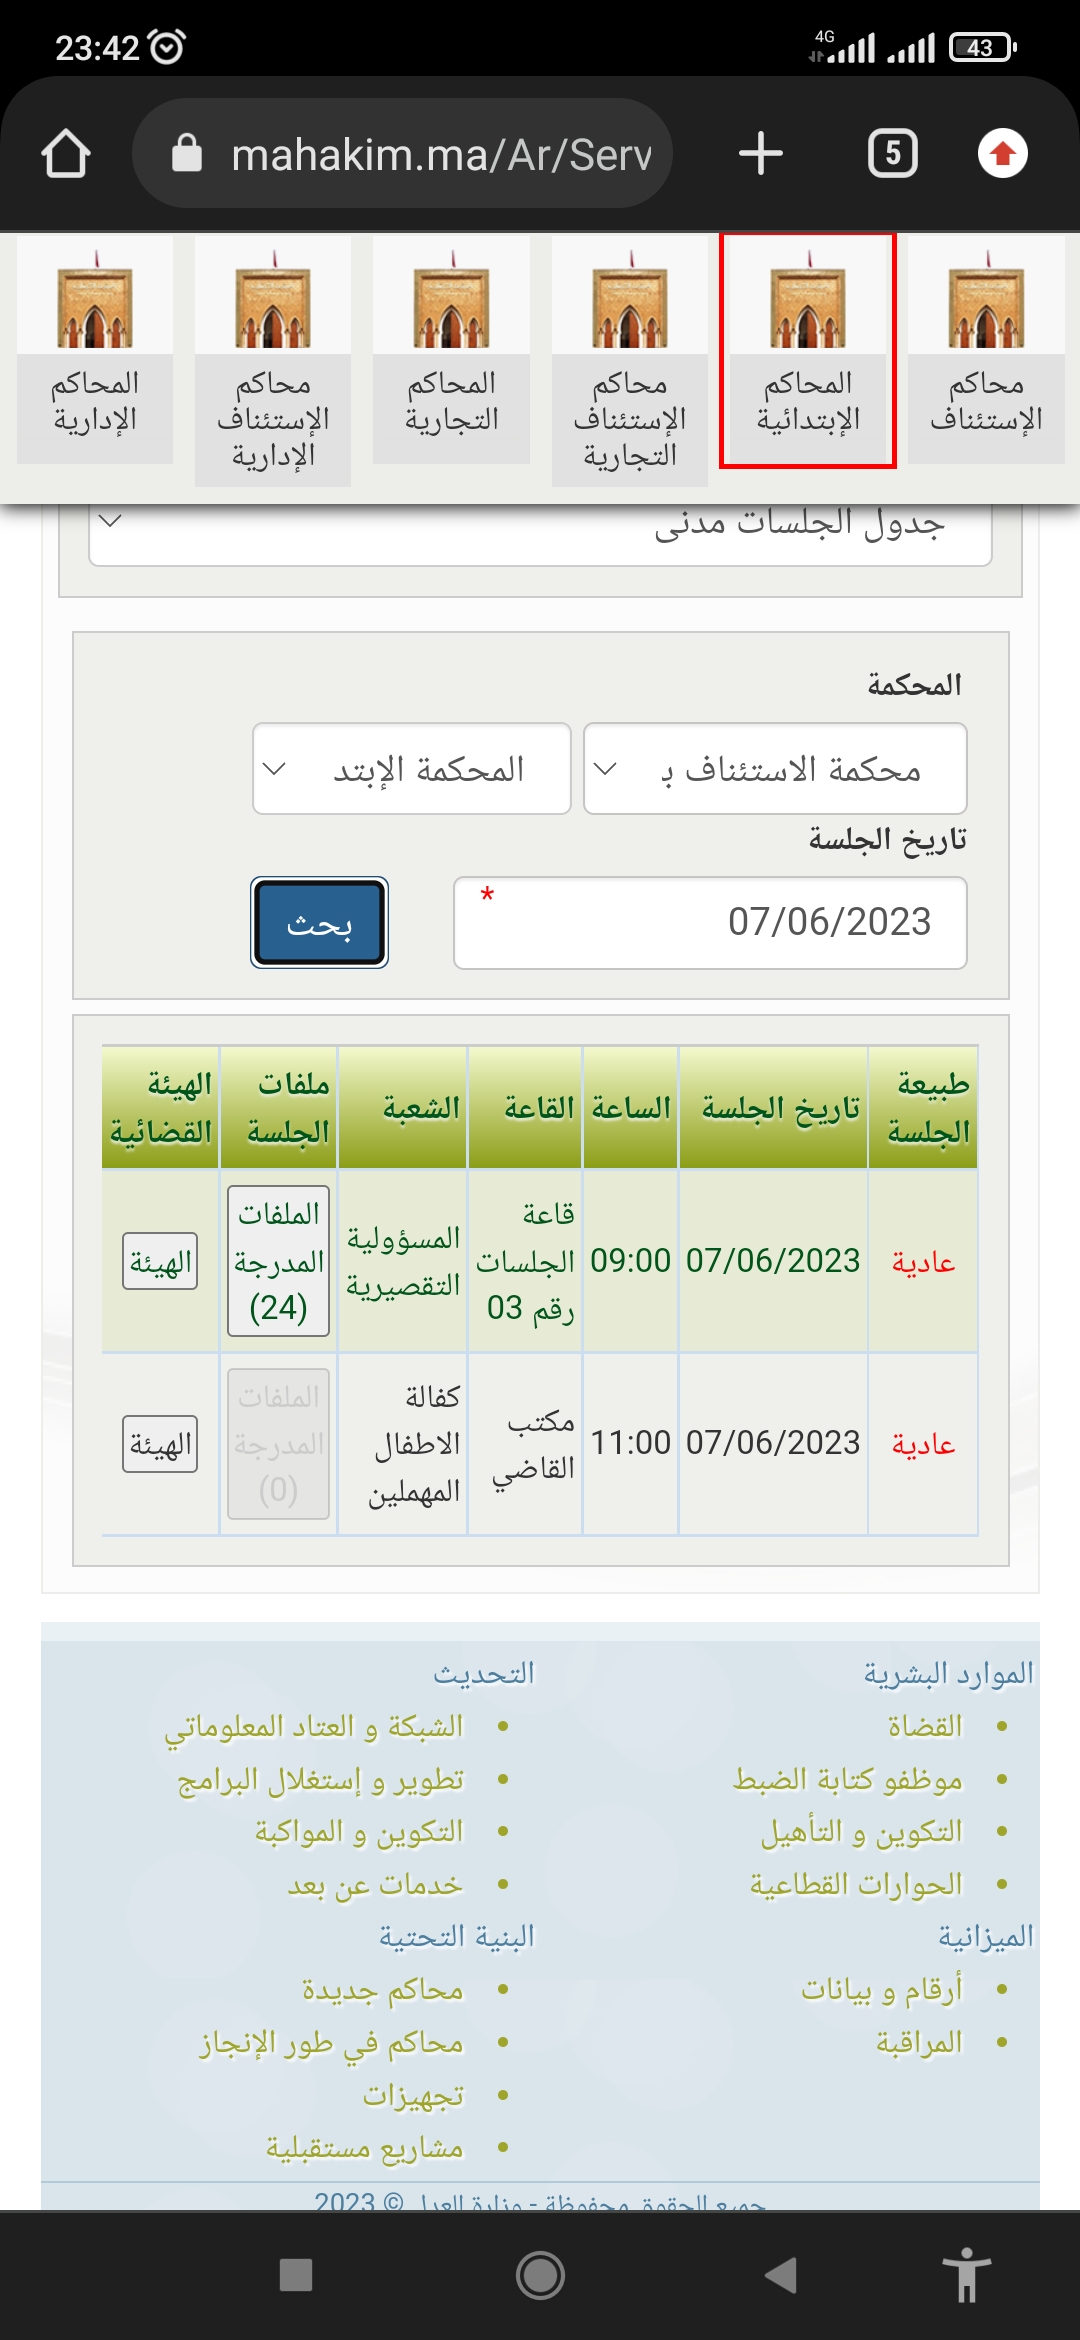 23:42
4G
43
mahakim.ma/Ar/Serv
5
محاكم الإستئناف
المحاكم الإبتدائية
محاكم الإستئناف التجارية
المحاكم التجارية
محاكم الإستئناف الإدارية
المحاكم الإدارية
جدول الجلسات مدني
المحكمة
محكمة الاستئناف ب
المحكمة الإبتد
تاريخ الجلسة
07/06/2023
*
بحث
طبيعة الجلسة
تاريخ الجلسة
الساعة
القاعة
الشعبة
ملفات الجلسة
الهيئة القضائية
عادية
07/06/2023
09:00
قاعة الجلسات رقم 03
المسؤولية التقصيرية
الملفات المدرجة (24)
الهيئة
عادية
07/06/2023
11:00
مكتب القاضي
كفالة الاطفال المهملين
الملفات المدرجة (0)
الهيئة
الموارد البشرية
• القضاة
• موظفو كتابة الضبط
• التكوين و التأهيل
• الحوارات القطاعية
الميزانية
• أرقام و بيانات
• المراقبة
التحديث
• الشبكة و العتاد المعلوماتي
• تطوير و إستغلال البرامج
• التكوين و المواكبة
• خدمات عن بعد
البنية التحتية
• محاكم جديدة
• محاكم في طور الإنجاز
• تجهيزات
• مشاريع مستقبلية
جميع الحقوق محفوظة - وزارة العدل © 2023